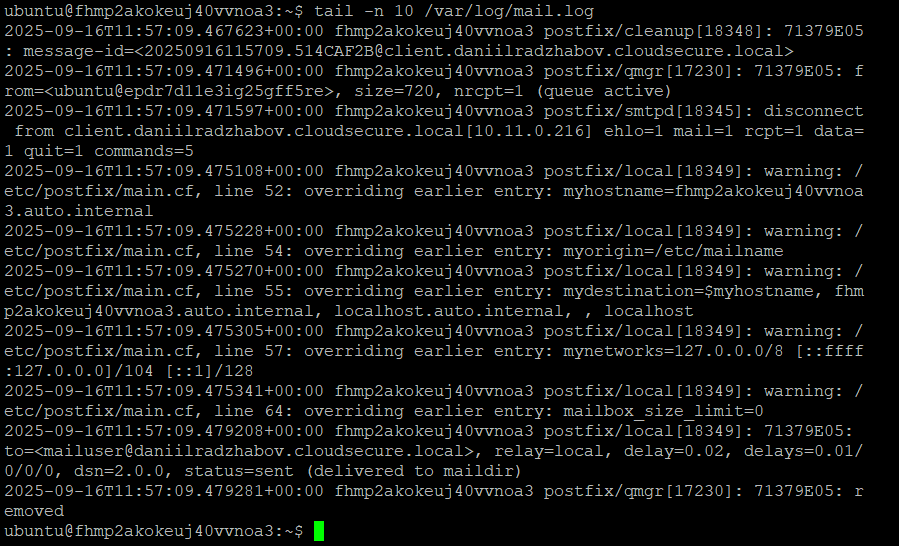 ubuntu@fhmp2akokeuj40vvnoa3:~$ tail -n 10 /var/log/mail.log
2025-09-16T11:57:09.467623+00:00 fhmp2akokeuj40vvnoa3 postfix/cleanup[18348]: 71379E05
: message-id=<20250916115709.514CAF2B@client.daniilradzhabov.cloudsecure.local>
2025-09-16T11:57:09.471496+00:00 fhmp2akokeuj40vvnoa3 postfix/qmgr[17230]: 71379E05: f
rom=<ubuntu@epdr7d11e3ig25gff5re>, size=720, nrcpt=1 (queue active)
2025-09-16T11:57:09.471597+00:00 fhmp2akokeuj40vvnoa3 postfix/smtpd[18345]: disconnect
 from client.daniilradzhabov.cloudsecure.local[10.11.0.216] ehlo=1 mail=1 rcpt=1 data=
1 quit=1 commands=5
2025-09-16T11:57:09.475108+00:00 fhmp2akokeuj40vvnoa3 postfix/local[18349]: warning: /
etc/postfix/main.cf, line 52: overriding earlier entry: myhostname=fhmp2akokeuj40vvnoa
3.auto.internal
2025-09-16T11:57:09.475228+00:00 fhmp2akokeuj40vvnoa3 postfix/local[18349]: warning: /
etc/postfix/main.cf, line 54: overriding earlier entry: myorigin=/etc/mailname
2025-09-16T11:57:09.475270+00:00 fhmp2akokeuj40vvnoa3 postfix/local[18349]: warning: /
etc/postfix/main.cf, line 55: overriding earlier entry: mydestination=$myhostname, fhm
p2akokeuj40vvnoa3.auto.internal, localhost.auto.internal, , localhost
2025-09-16T11:57:09.475305+00:00 fhmp2akokeuj40vvnoa3 postfix/local[18349]: warning: /
etc/postfix/main.cf, line 57: overriding earlier entry: mynetworks=127.0.0.0/8 [::ffff
:127.0.0.0]/104 [::1]/128
2025-09-16T11:57:09.475341+00:00 fhmp2akokeuj40vvnoa3 postfix/local[18349]: warning: /
etc/postfix/main.cf, line 64: overriding earlier entry: mailbox_size_limit=0
2025-09-16T11:57:09.479208+00:00 fhmp2akokeuj40vvnoa3 postfix/local[18349]: 71379E05:
to=<mailuser@daniilradzhabov.cloudsecure.local>, relay=local, delay=0.02, delays=0.01/
0/0/0, dsn=2.0.0, status=sent (delivered to maildir)
2025-09-16T11:57:09.479281+00:00 fhmp2akokeuj40vvnoa3 postfix/qmgr[17230]: 71379E05: r
emoved
ubuntu@fhmp2akokeuj40vvnoa3:~$